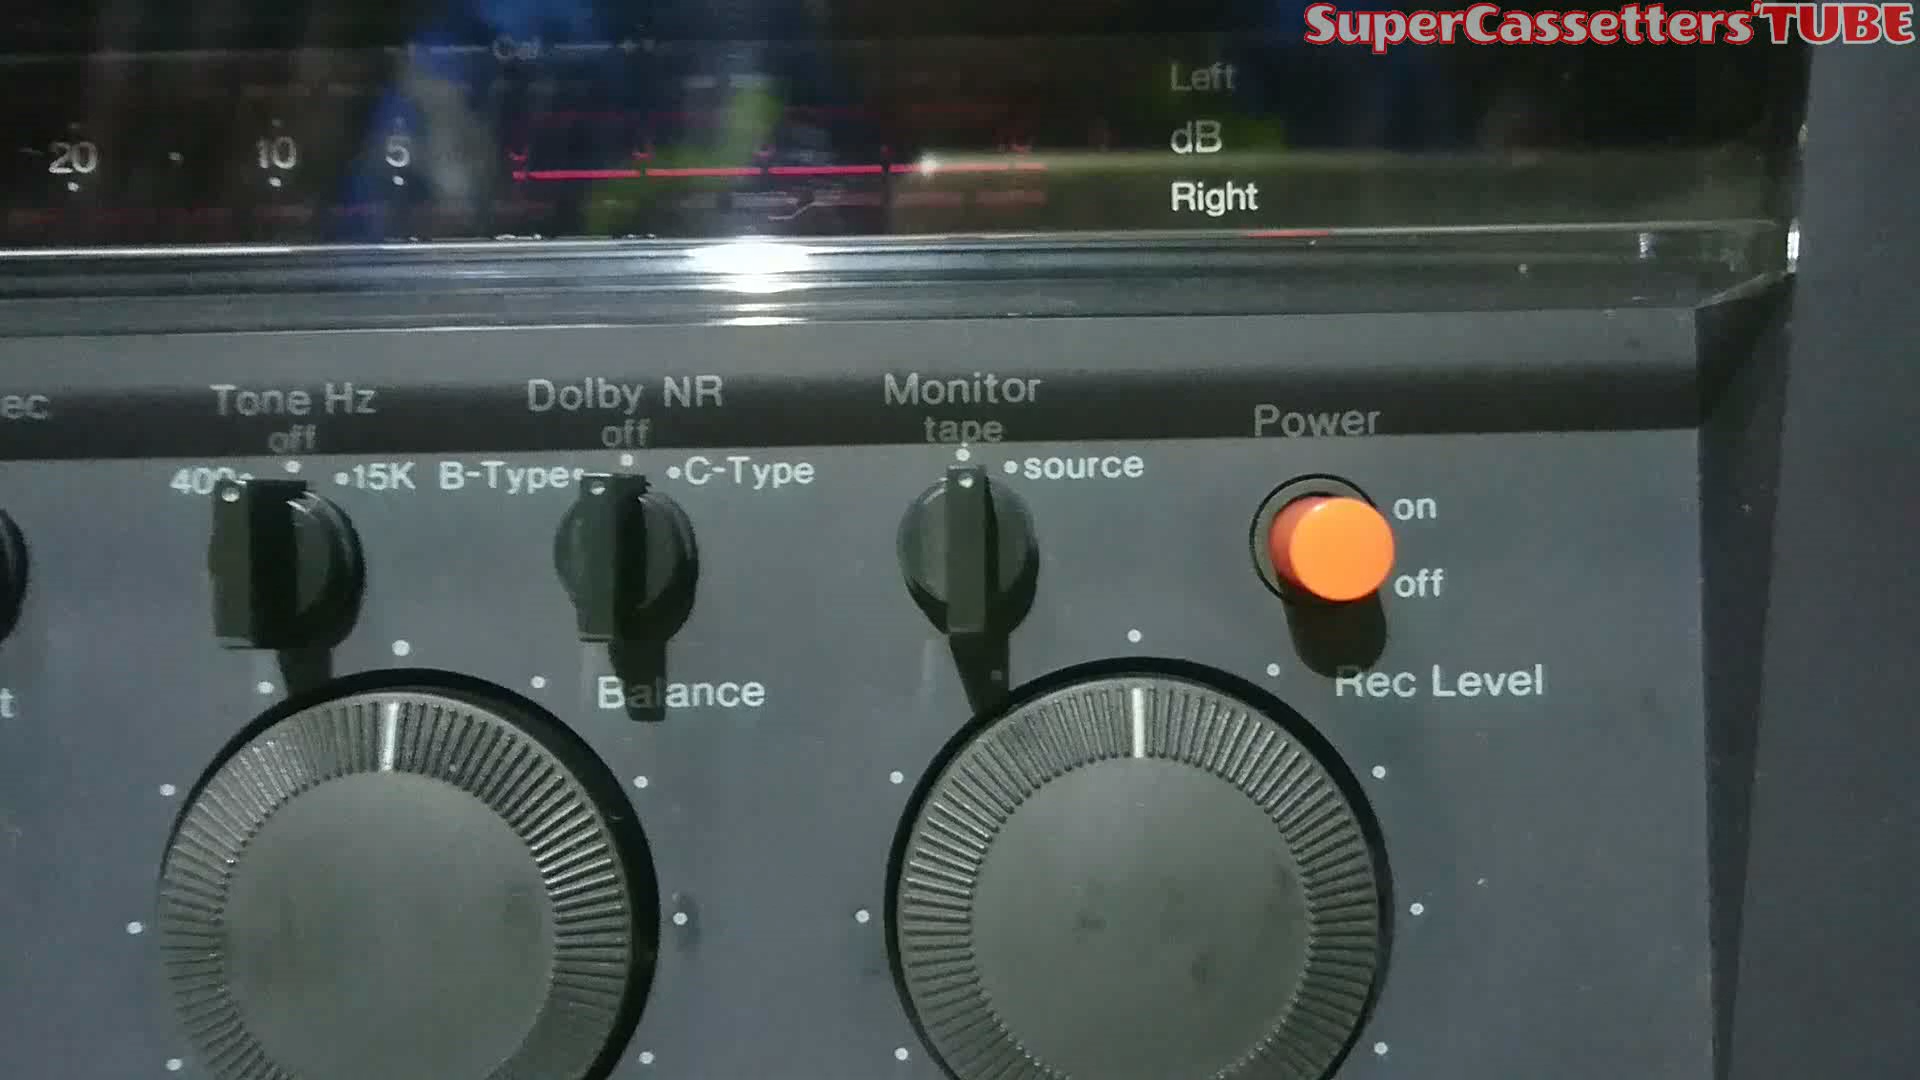 SuperCassetters'TUBE
Cal.
Left
20 10 5 dB
Right
ec Tone Hz Dolby NR Monitor Power
off off tape
400 15K B-Type C-Type source
on
off
t Balance Rec Level